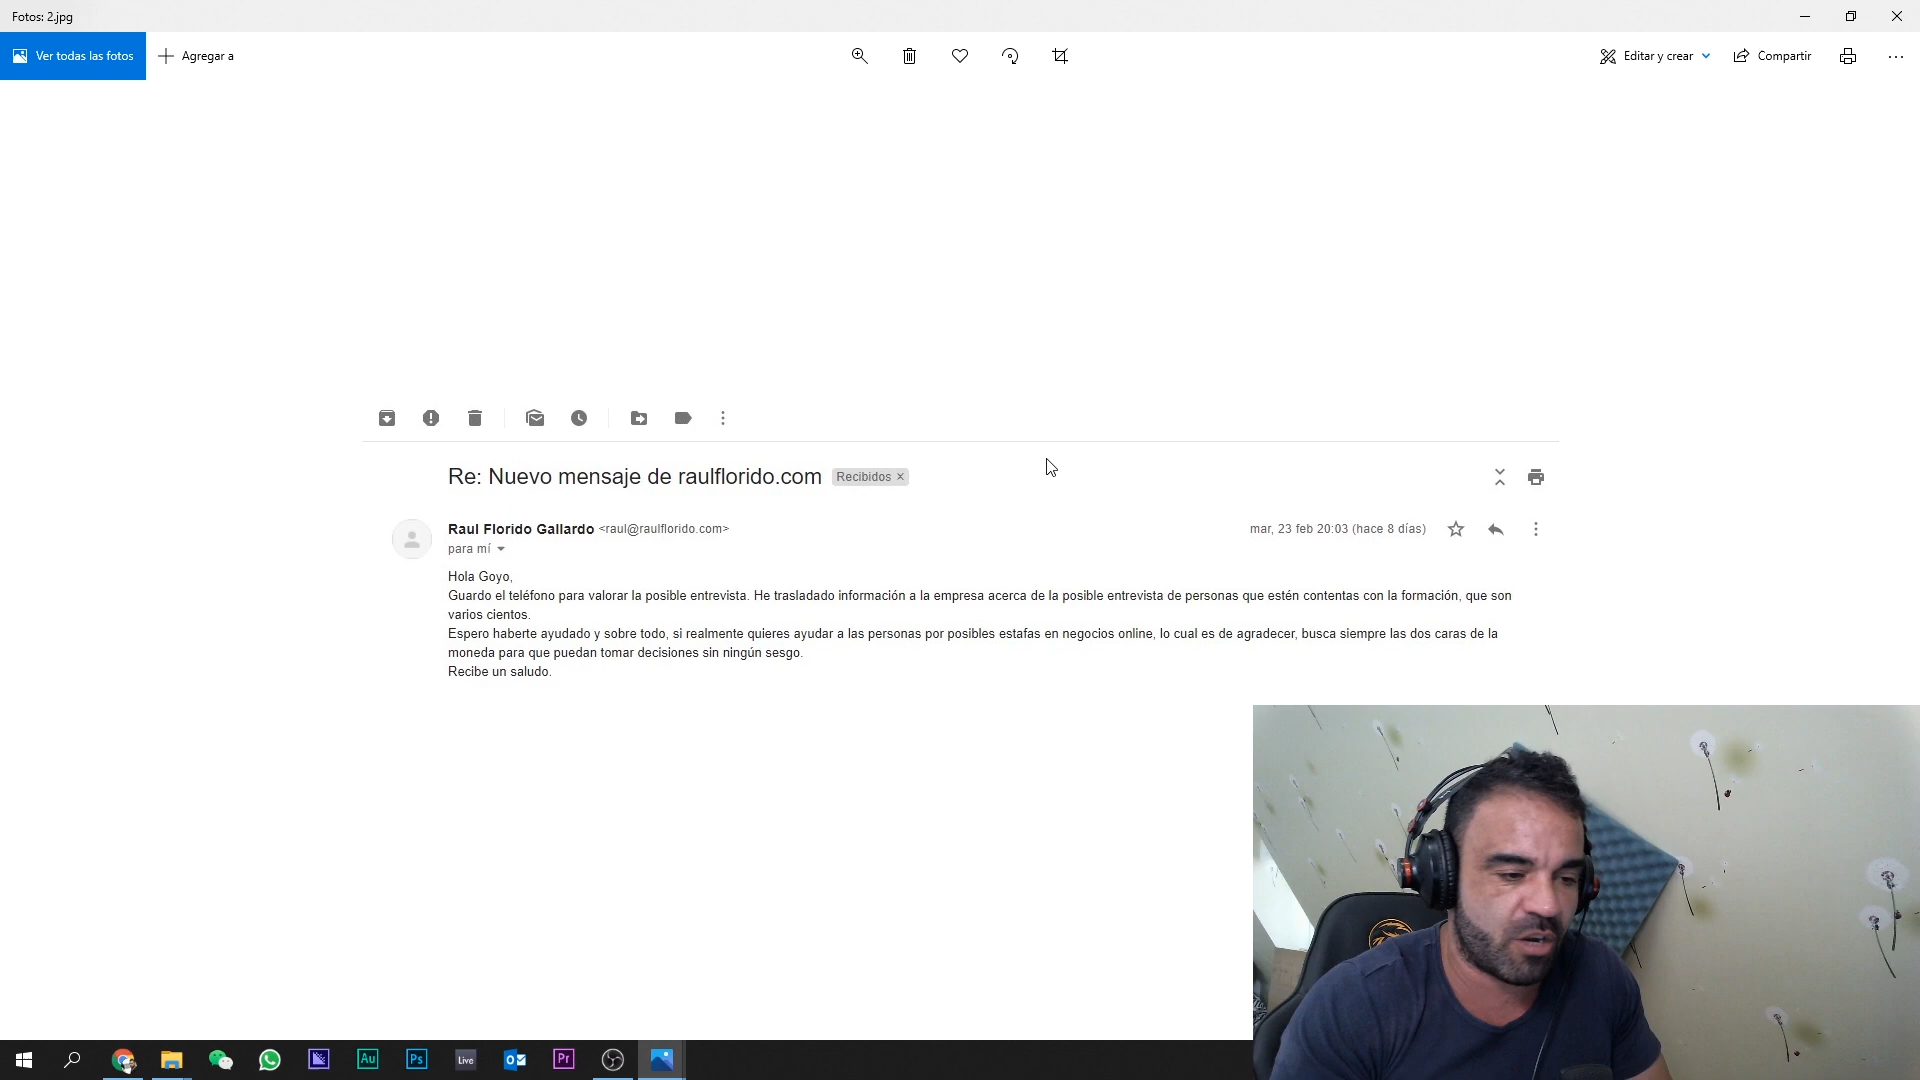 Fotos: 2.jpg
Ver todas las fotos
Agregar a
Editar y crear
Compartir
Re: Nuevo mensaje de raulflorido.com
Recibidos ×
Raul Florido Gallardo <raul@raulflorido.com>
mar, 23 feb 20:03 (hace 8 días)
para mí
Hola Goyo,
Guardo el teléfono para valorar la posible entrevista. He trasladado información a la empresa acerca de la posible entrevista de personas que estén contentas con la formación, que son
varios cientos.
Espero haberte ayudado y sobre todo, si realmente quieres ayudar a las personas por posibles estafas en negocios online, lo cual es de agradecer, busca siempre las dos caras de la
moneda para que puedan tomar decisiones sin ningún sesgo.
Recibe un saludo.
Au
Ps
Live
Pr